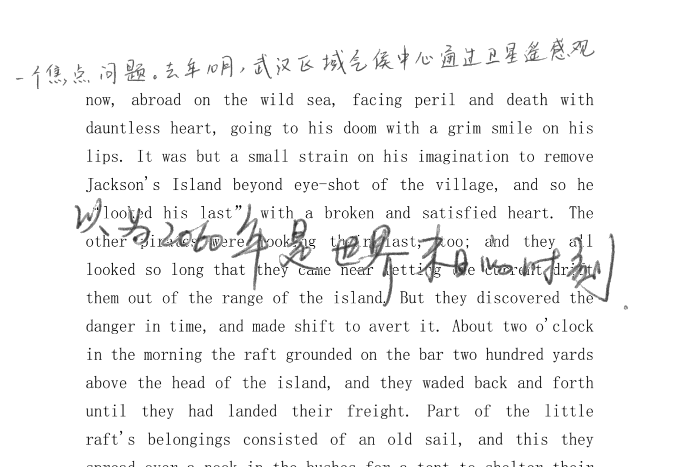 一个焦点问题。去年10月，武汉区域气侯中心通过卫星遥感观
now, abroad on the wild sea, facing peril and death with
dauntless heart, going to his doom with a grim smile on his
lips. It was but a small strain on his imagination to remove
Jackson's Island beyond eye-shot of the village, and so he
"looked his last" with a broken and satisfied heart. The
以为2060年是世界末日的时刻.
other pirates were looking their last, too; and they all
looked so long that they came near letting the current drift
them out of the range of the island. But they discovered the
danger in time, and made shift to avert it. About two o'clock
in the morning the raft grounded on the bar two hundred yards
above the head of the island, and they waded back and forth
until they had landed their freight. Part of the little
raft's belongings consisted of an old sail, and this they
spread over a nook in the bushes for a tent to shelter their